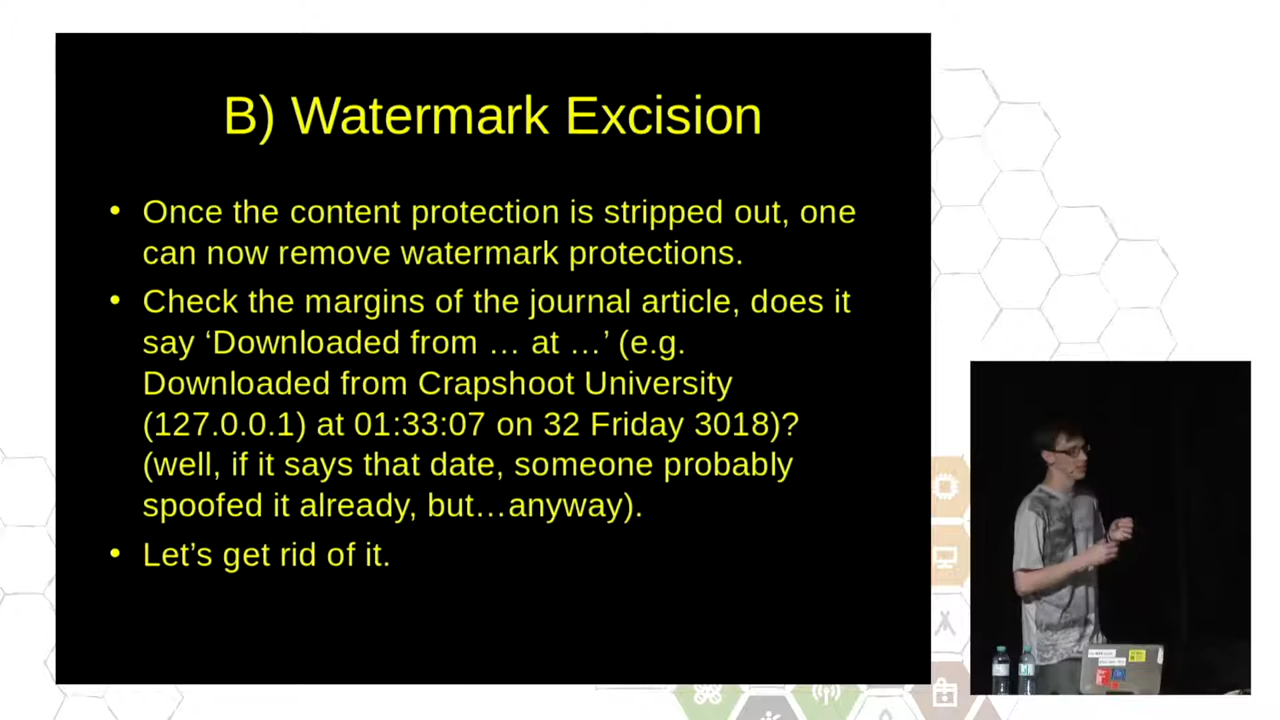 B) Watermark Excision
• Once the content protection is stripped out, one
can now remove watermark protections.
• Check the margins of the journal article, does it
say ‘Downloaded from … at …’ (e.g.
Downloaded from Crapshoot University
(127.0.0.1) at 01:33:07 on 32 Friday 3018)?
(well, if it says that date, someone probably
spoofed it already, but…anyway).
• Let’s get rid of it.